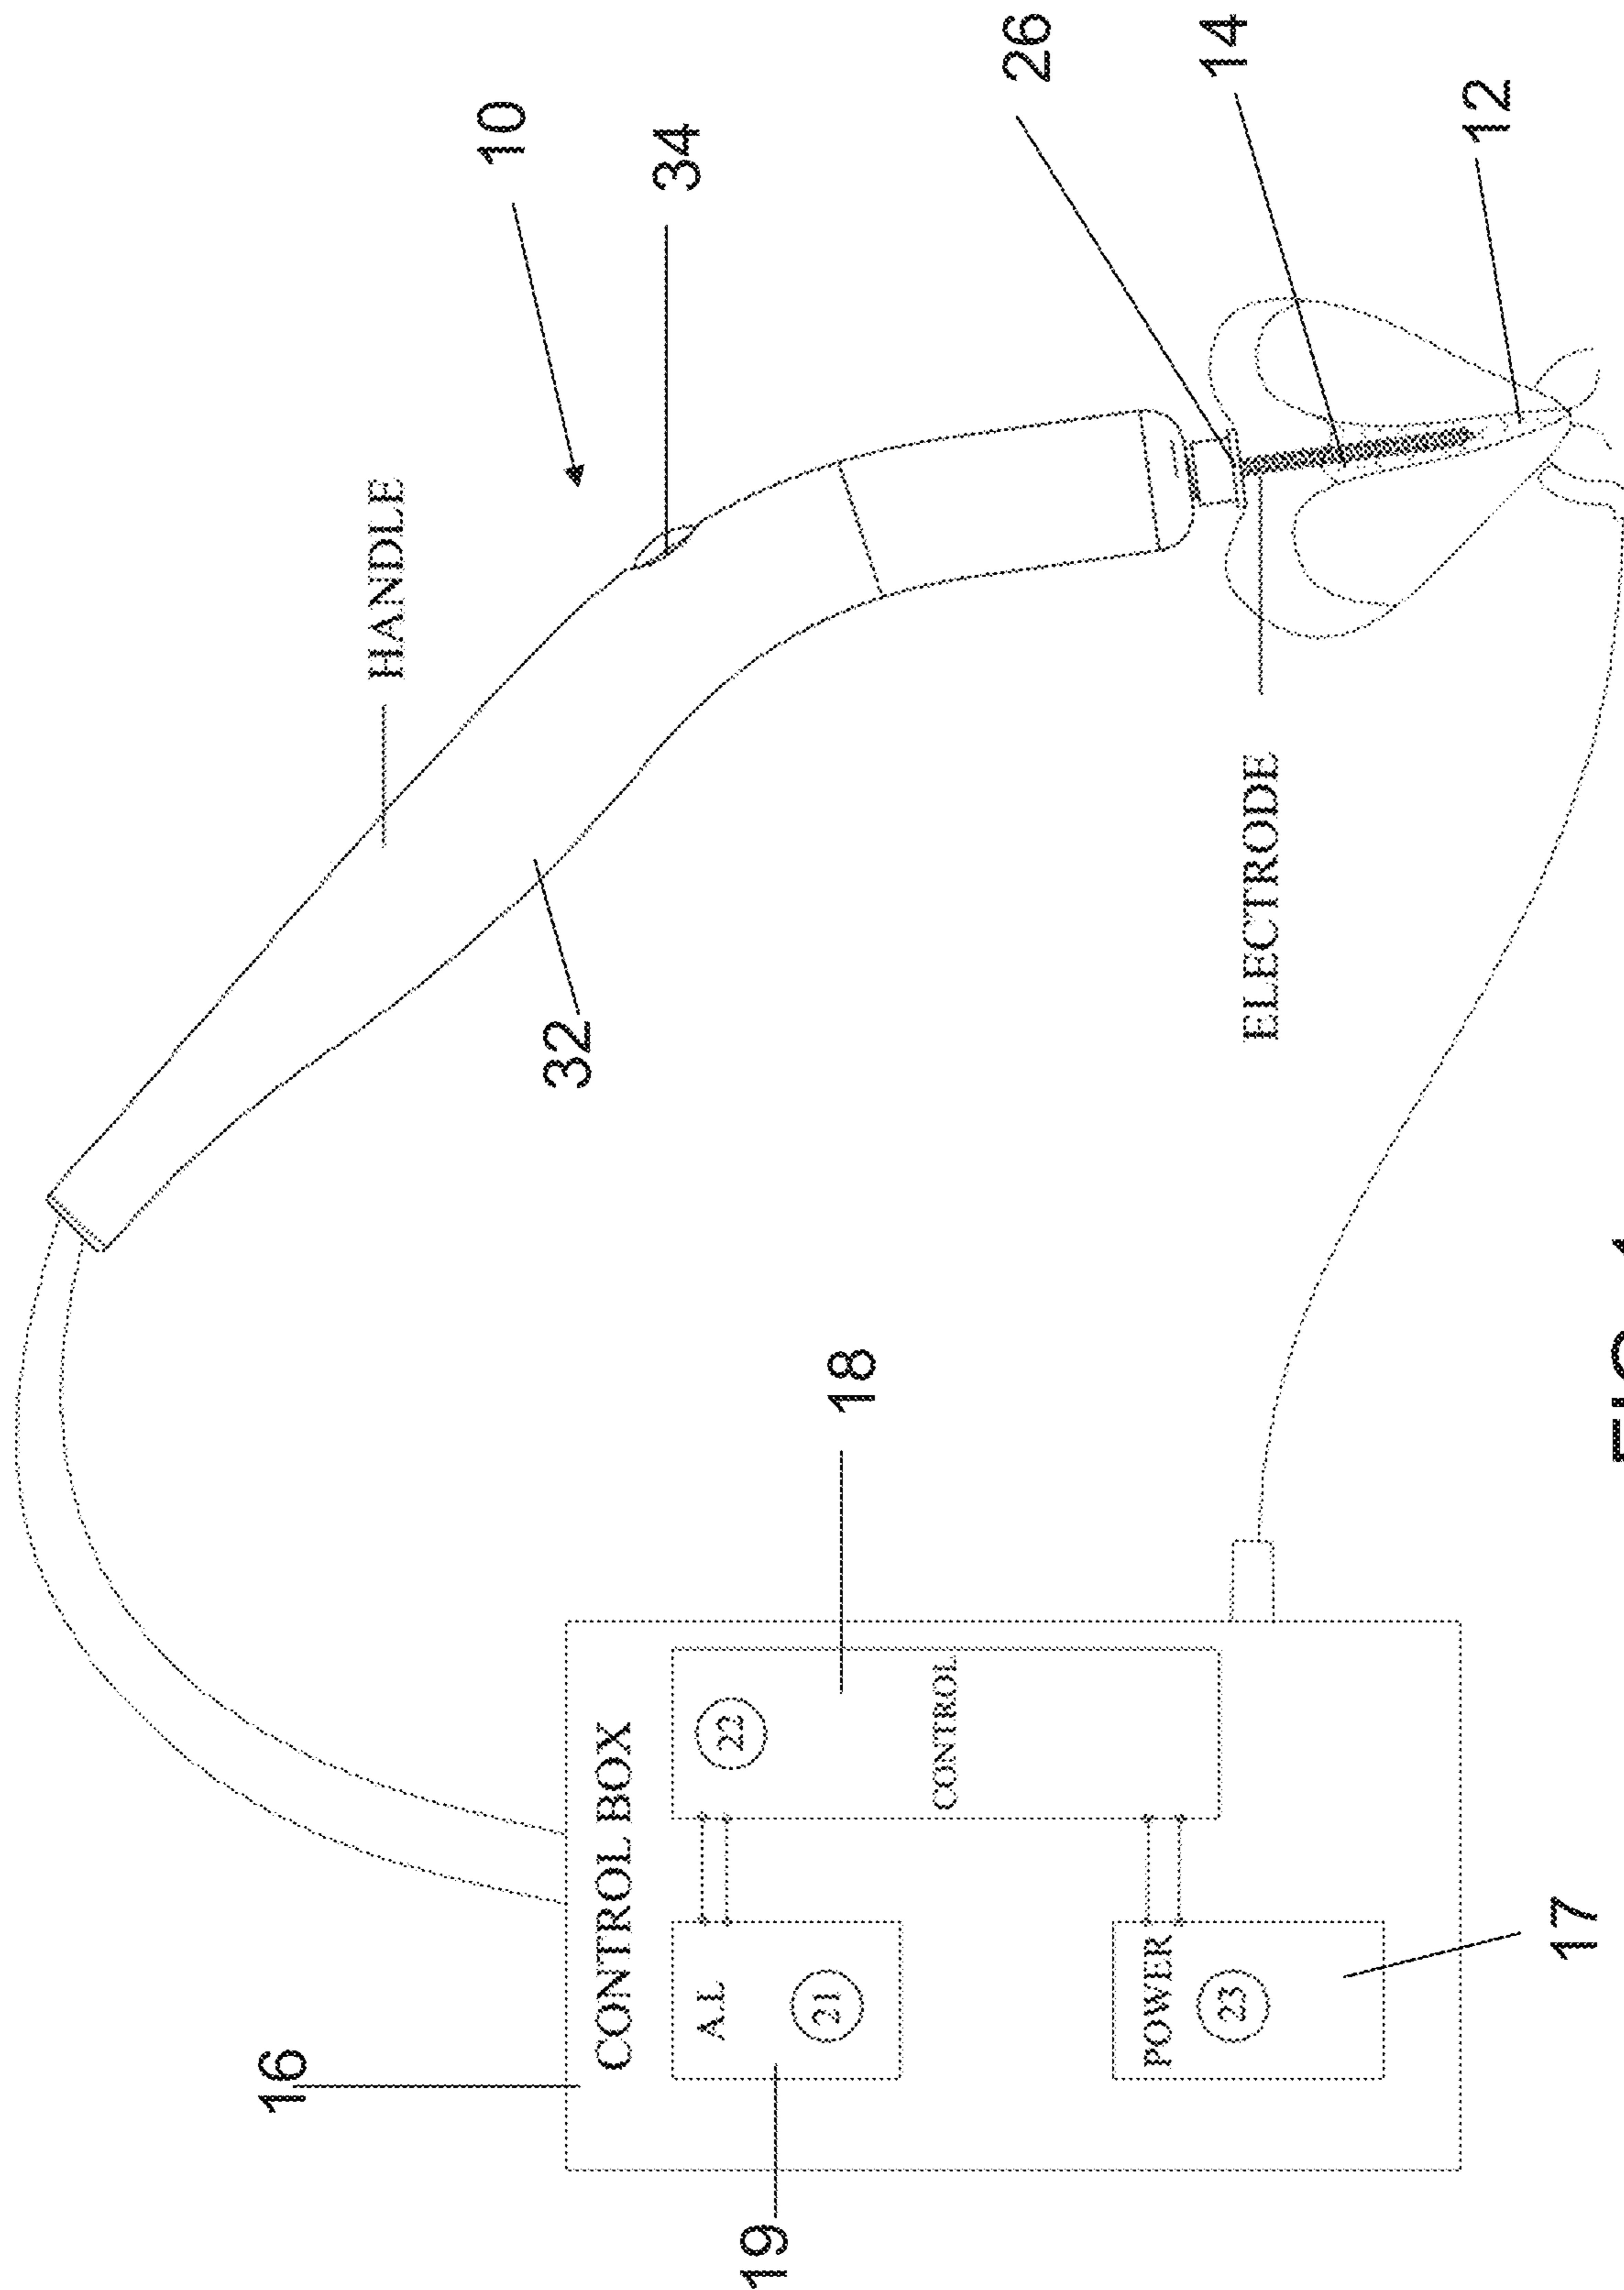 16
HANDLE
10
32
CONTROL BOX
34
A.I.
22
19
21
18
CONTROL
26
POWER
14
23
ELECTRODE
12
17
FIG